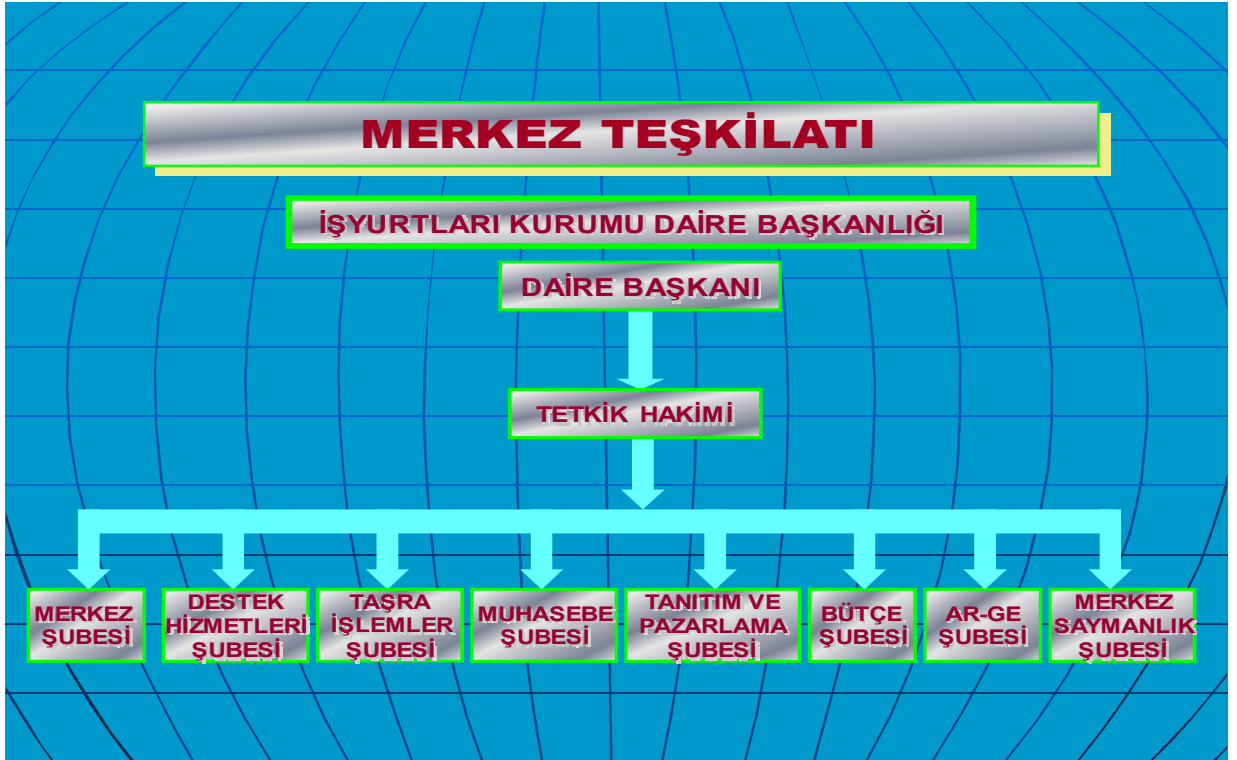 MERKEZ TEŞKİLATI
İŞYURTLARI KURUMU DAİRE BAŞKANLIĞI
DAİRE BAŞKANI
TETKİK HAKİMİ
MERKEZ
ŞUBESİ
DESTEK
HİZMETLERİ
ŞUBESİ
TAŞRA
İŞLEMLER
ŞUBESİ
MUHASEBE
ŞUBESİ
TANITIM VE
PAZARLAMA
ŞUBESİ
BÜTÇE
ŞUBESİ
AR-GE
ŞUBESİ
MERKEZ
SAYMANLIK
ŞUBESİ